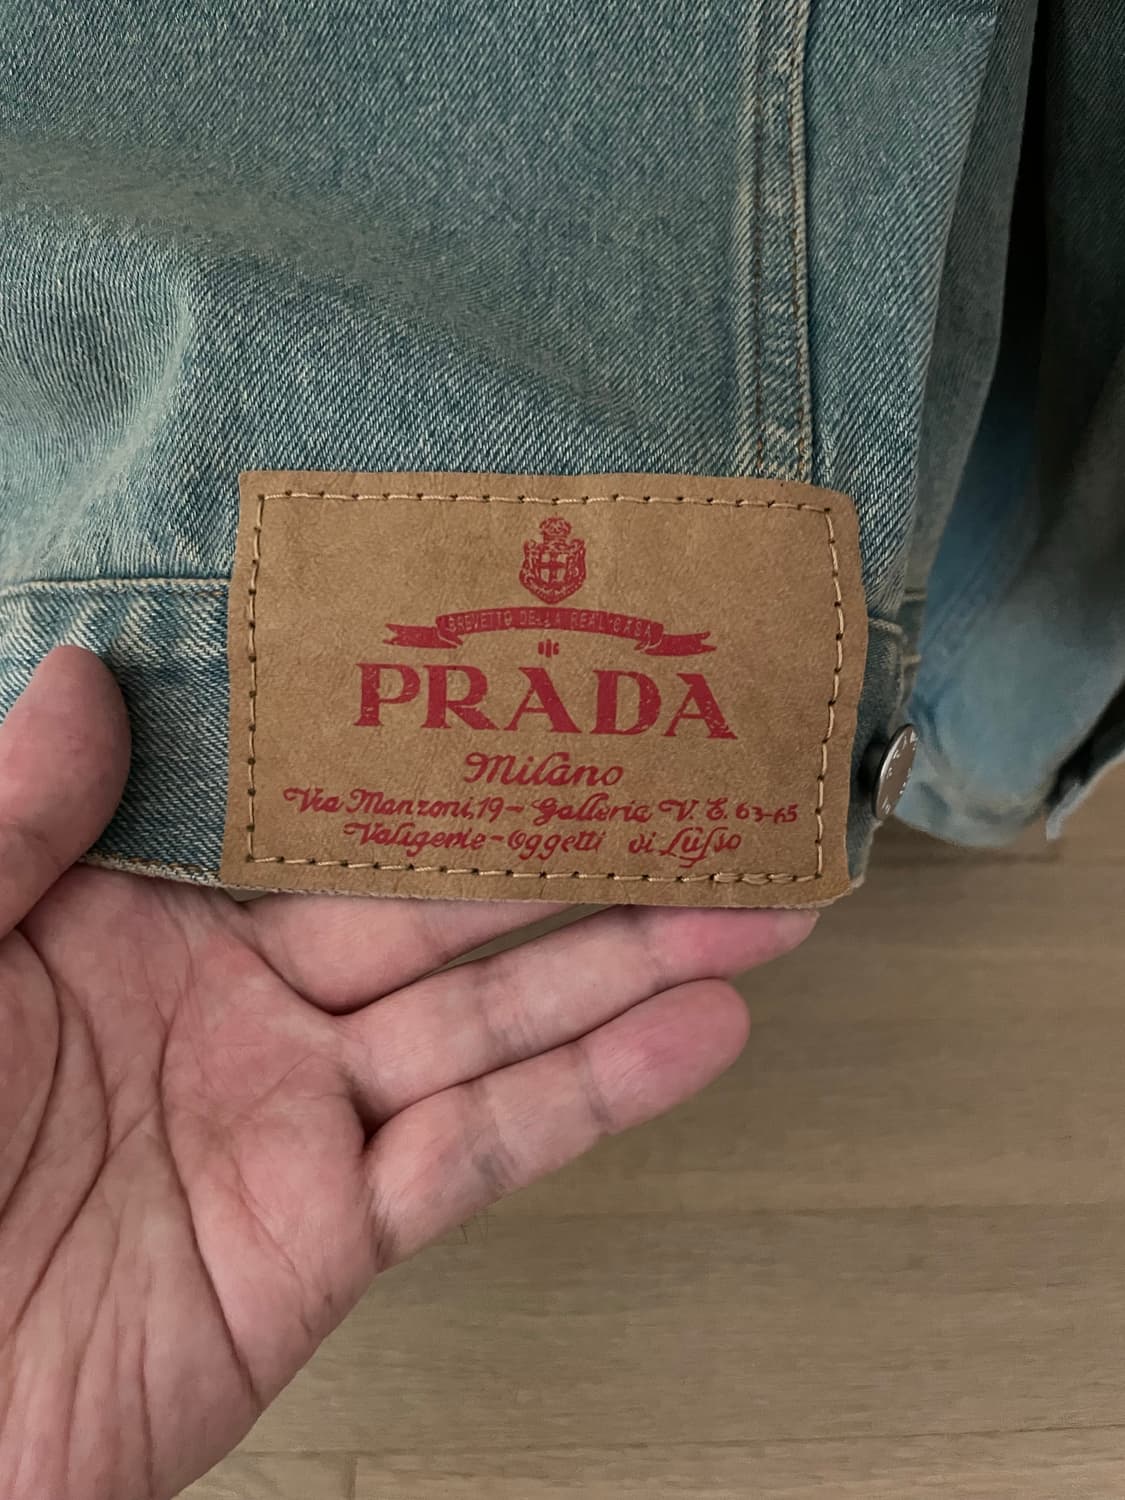 BREVETTO DELLA REAL CASA
PRADA
Milano
Via Manzoni, 19 - Galleria V. E. 63-65
Valigerie - Oggetti di Lusso